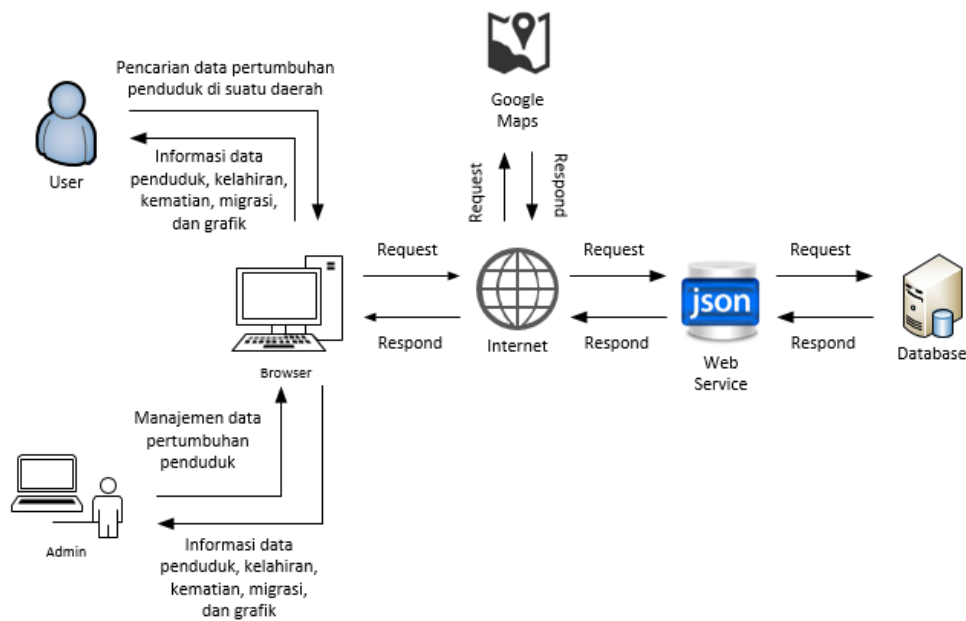 Pencarian data pertumbuhan
penduduk di suatu daerah
User
Informasi data
penduduk, kelahiran,
kematian, migrasi,
dan grafik
Google
Maps
Request
Respond
Request
Respond
Browser
Internet
Request
Respond
json
Web
Service
Request
Respond
Database
Manajemen data
pertumbuhan
penduduk
Admin
Informasi data
penduduk, kelahiran,
kematian, migrasi,
dan grafik